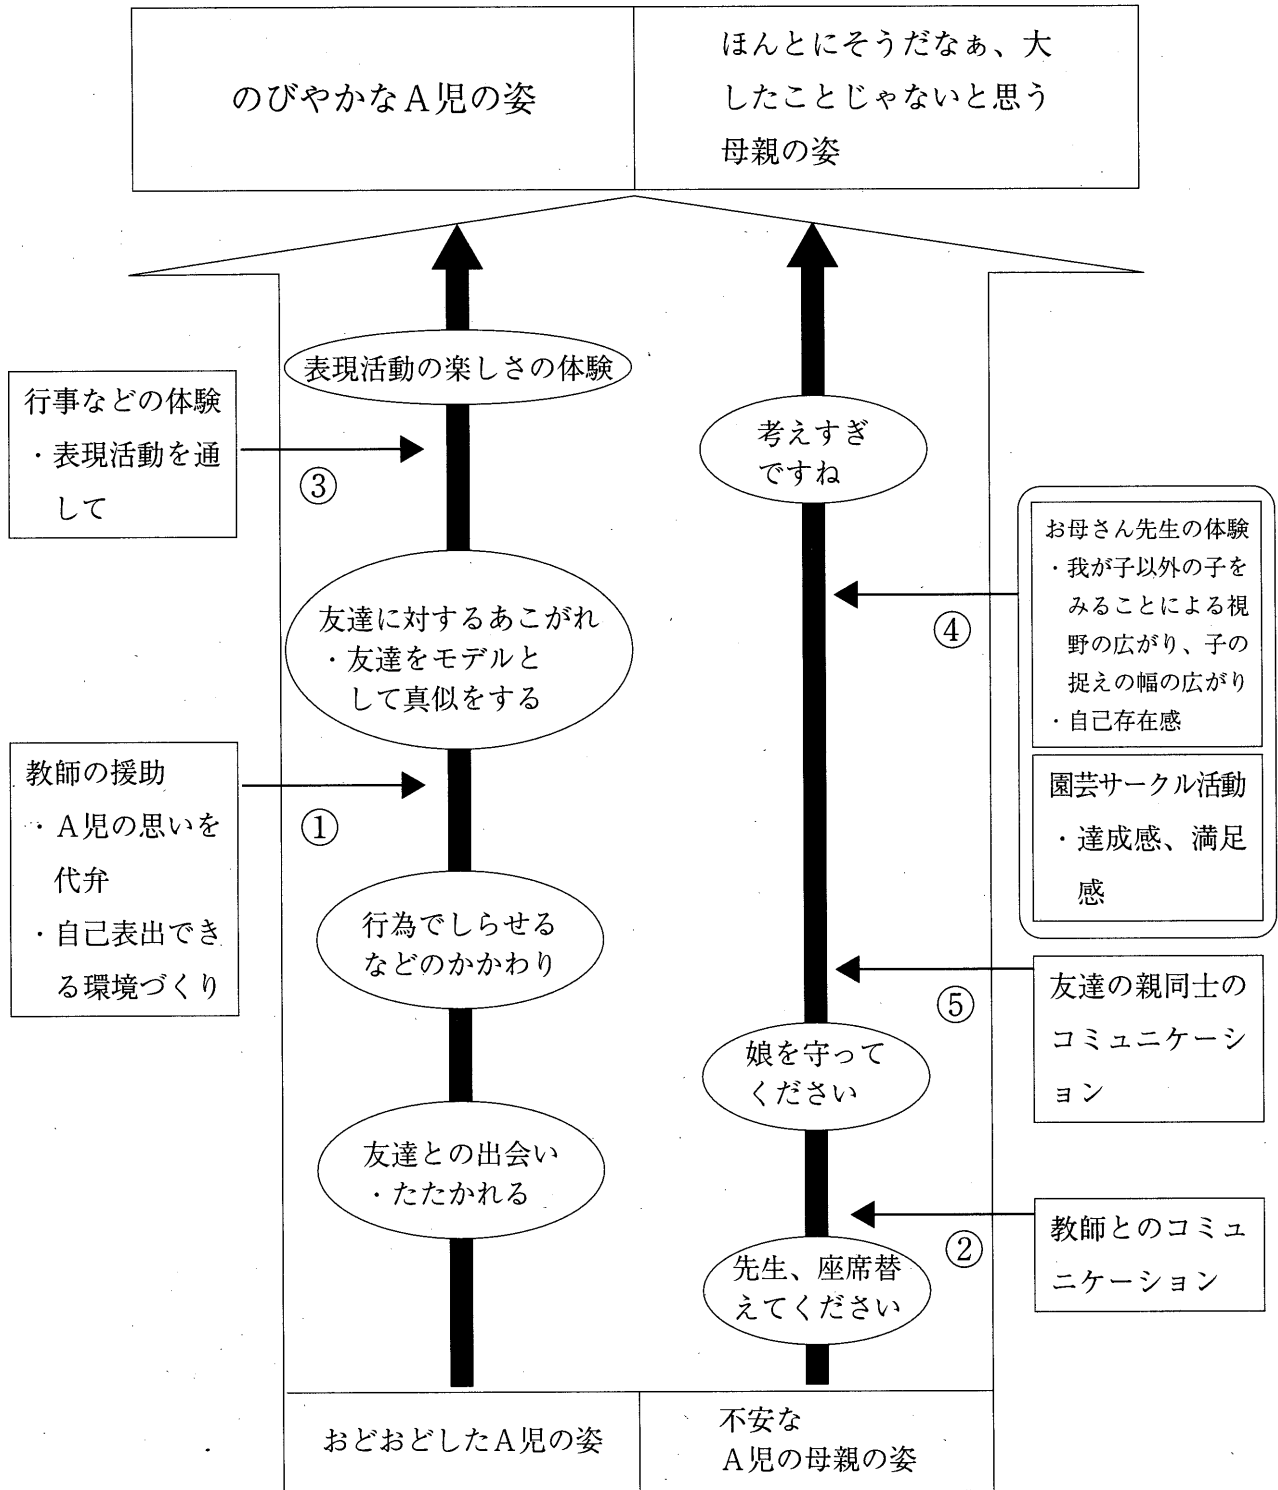 のびやかなA児の姿
ほんとにそうだなぁ、大
したことじゃないと思う
母親の姿
表現活動の楽しさの体験
行事などの体験
・表現活動を通
して
③
考えすぎ
ですね
お母さん先生の体験
・我が子以外の子を
みることによる視
野の広がり、子の
捉えの幅の広がり
・自己存在感
④
園芸サークル活動
・達成感、満足
感
友達に対するあこがれ
・友達をモデルと
して真似をする
教師の援助
・A児の思いを
代弁
・自己表出でき
る環境づくり
①
行為でしらせる
などのかかわり
友達の親同士の
コミュニケーシ
ョン
⑤
娘を守って
ください
友達との出会い
・たたかれる
教師とのコミュ
ニケーション
②
先生、座席替
えてください
おどおどしたA児の姿
不安な
A児の母親の姿